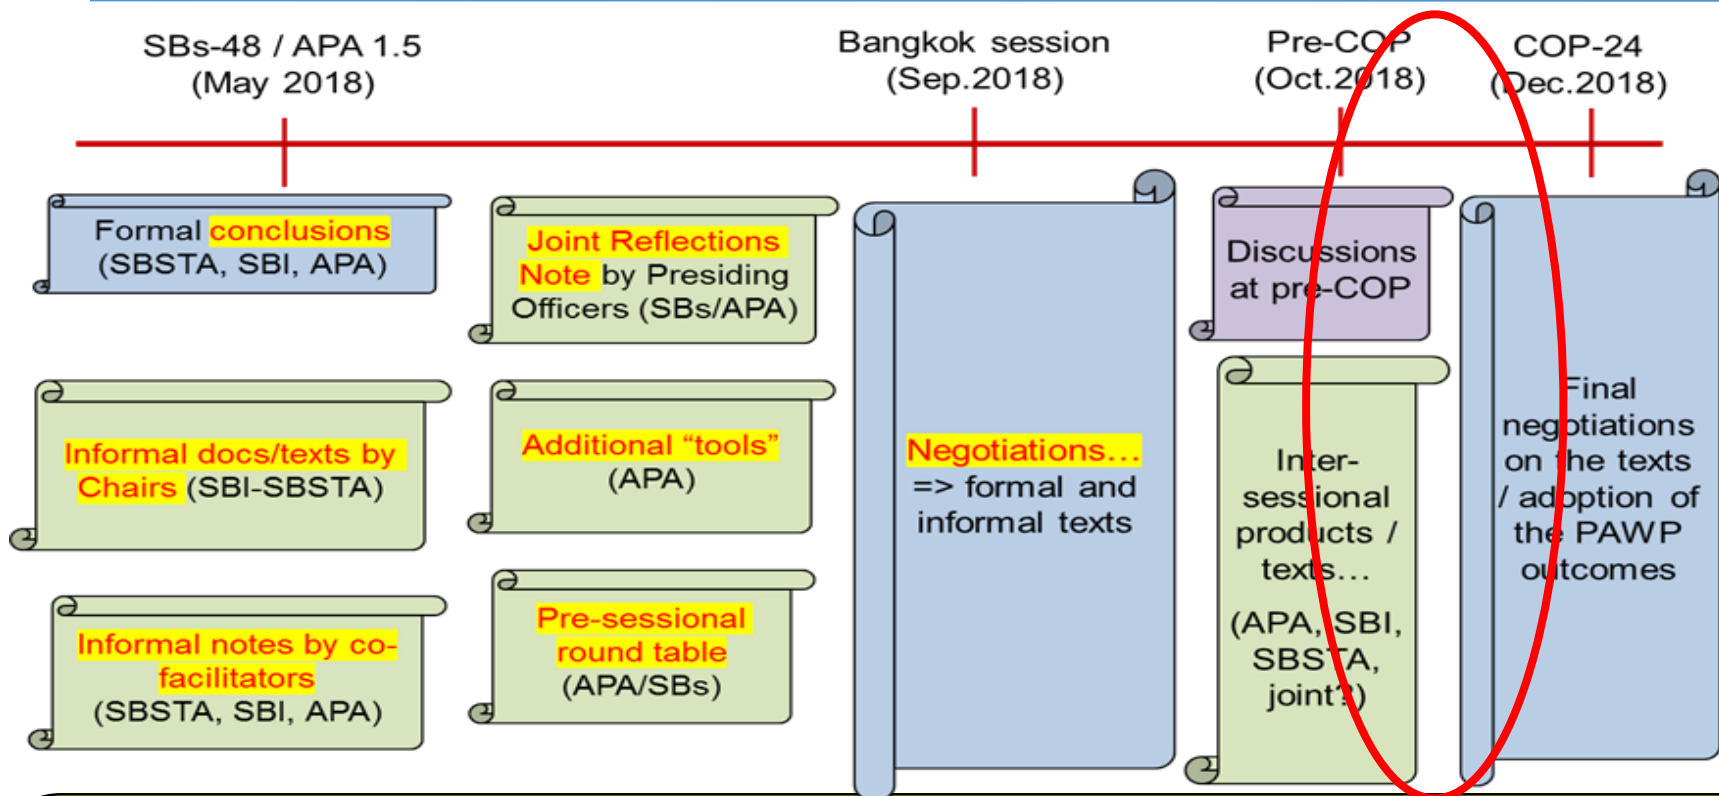 SBs-48 / APA 1.5
(May 2018)
Bangkok session
(Sep.2018)
Pre-COP
(Oct.2018)
COP-24
(Dec.2018)
Formal conclusions
(SBSTA, SBI, APA)
Informal docs/texts by
Chairs (SBI-SBSTA)
Informal notes by co-
facilitators
(SBSTA, SBI, APA)
Joint Reflections
Note by Presiding
Officers (SBs/APA)
Additional “tools”
(APA)
Pre-sessional
round table
(APA/SBs)
Negotiations...
=> formal and
informal texts
Discussions
at pre-COP
Inter-
sessional
products /
texts...
(APA, SBI,
SBSTA,
joint?)
Final
negotiations
on the texts
/ adoption of
the PAWP
outcomes